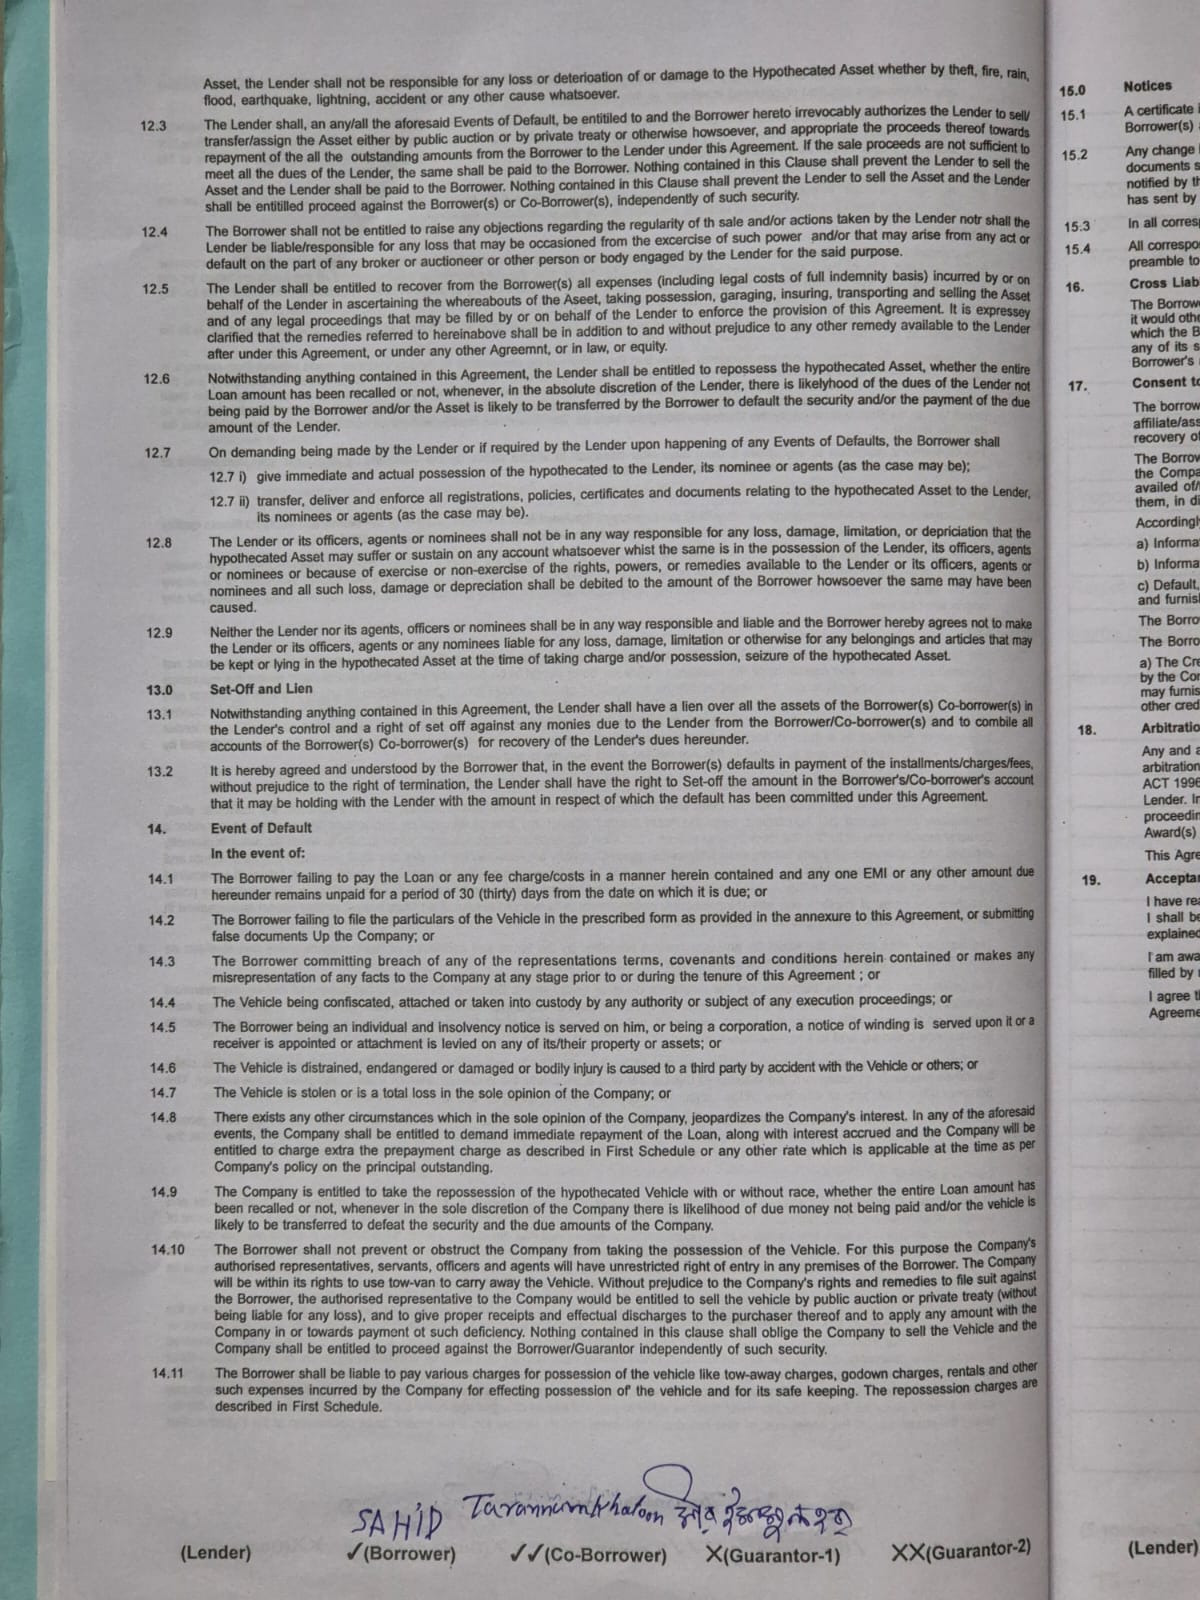 Asset, the Lender shall not be responsible for any loss or deterioation of or damage to the Hypothecated Asset whether by theft, fire, rain,
flood, earthquake, lightning, accident or any other cause whatsoever.
12.3 The Lender shall, an any/all the aforesaid Events of Default, be entitiled to and the Borrower hereto irrevocably authorizes the Lender to sell/
transfer/assign the Asset either by public auction or by private treaty or otherwise howsoever, and appropriate the proceeds thereof towards
repayment of the all the outstanding amounts from the Borrower to the Lender under this Agreement. If the sale proceeds are not sufficient to
meet all the dues of the Lender, the same shall be paid to the Borrower. Nothing contained in this Clause shall prevent the Lender to sell the
Asset and the Lender shall be paid to the Borrower. Nothing contained in this Clause shall prevent the Lender to sell the Asset and the Lender
shall be entitilled proceed against the Borrower(s) or Co-Borrower(s), independently of such security.
12.4 The Borrower shall not be entitled to raise any objections regarding the regularity of th sale and/or actions taken by the Lender notr shall the
Lender be liable/responsible for any loss that may be occasioned from the excercise of such power and/or that may arise from any act or
default on the part of any broker or auctioneer or other person or body engaged by the Lender for the said purpose.
12.5 The Lender shall be entitled to recover from the Borrower(s) all expenses (including legal costs of full indemnity basis) incurred by or on
behalf of the Lender in ascertaining the whereabouts of the Aseet, taking possession, garaging, insuring, transporting and selling the Asset
and of any legal proceedings that may be filed by or on behalf of the Lender to enforce the provision of this Agreement. It is expressey
clarified that the remedies referred to hereinabove shall be in addition to and without prejudice to any other remedy available to the Lender
after under this Agreement, or under any other Agreemnt, or in law, or equity.
12.6 Notwithstanding anything contained in this Agreement, the Lender shall be entitled to repossess the hypothecated Asset, whether the entire
Loan amount has been recalled or not, whenever, in the absolute discretion of the Lender, there is likelyhood of the dues of the Lender not
being paid by the Borrower and/or the Asset is likely to be transferred by the Borrower to default the security and/or the payment of the due
amount of the Lender.
12.7 On demanding being made by the Lender or if required by the Lender upon happening of any Events of Defaults, the Borrower shall
12.7 i) give immediate and actual possession of the hypothecated to the Lender, its nominee or agents (as the case may be);
12.7 ii) transfer, deliver and enforce all registrations, policies, certificates and documents relating to the hypothecated Asset to the Lender,
its nominees or agents (as the case may be).
12.8 The Lender or its officers, agents or nominees shall not be in any way responsible for any loss, damage, limitation, or depriciation that the
hypothecated Asset may suffer or sustain on any account whatsoever whist the same is in the possession of the Lender, its officers, agents
or nominees or because of exercise or non-exercise of the rights, powers, or remedies available to the Lender or its officers, agents or
nominees and all such loss, damage or depreciation shall be debited to the amount of the Borrower howsoever the same may have been
caused.
12.9 Neither the Lender nor its agents, officers or nominees shall be in any way responsible and liable and the Borrower hereby agrees not to make
the Lender or its officers, agents or any nominees liable for any loss, damage, limitation or otherwise for any belongings and articles that may
be kept or lying in the hypothecated Asset at the time of taking charge and/or possession, seizure of the hypothecated Asset.
13.0 Set-Off and Lien
13.1 Notwithstanding anything contained in this Agreement, the Lender shall have a lien over all the assets of the Borrower(s) Co-borrower(s) in
the Lender's control and a right of set off against any monies due to the Lender from the Borrower/Co-borrower(s) and to combile all
accounts of the Borrower(s) Co-borrower(s) for recovery of the Lender's dues hereunder.
13.2 It is hereby agreed and understood by the Borrower that, in the event the Borrower(s) defaults in payment of the installments/charges/fees,
without prejudice to the right of termination, the Lender shall have the right to Set-off the amount in the Borrower's/Co-borrower's account
that it may be holding with the Lender with the amount in respect of which the default has been committed under this Agreement.
14. Event of Default
In the event of:
14.1 The Borrower failing to pay the Loan or any fee charge/costs in a manner herein contained and any one EMI or any other amount due
hereunder remains unpaid for a period of 30 (thirty) days from the date on which it is due; or
14.2 The Borrower failing to file the particulars of the Vehicle in the prescribed form as provided in the annexure to this Agreement, or submitting
false documents Up the Company; or
14.3 The Borrower committing breach of any of the representations terms, covenants and conditions herein contained or makes any
misrepresentation of any facts to the Company at any stage prior to or during the tenure of this Agreement ; or
14.4 The Vehicle being confiscated, attached or taken into custody by any authority or subject of any execution proceedings; or
14.5 The Borrower being an individual and insolvency notice is served on him, or being a corporation, a notice of winding is served upon it or a
receiver is appointed or attachment is levied on any of its/their property or assets; or
14.6 The Vehicle is distrained, endangered or damaged or bodily injury is caused to a third party by accident with the Vehicle or others; or
14.7 The Vehicle is stolen or is a total loss in the sole opinion of the Company; or
14.8 There exists any other circumstances which in the sole opinion of the Company, jeopardizes the Company's interest. In any of the aforesaid
events, the Company shall be entitled to demand immediate repayment of the Loan, along with interest accrued and the Company will be
entitled to charge extra the prepayment charge as described in First Schedule or any other rate which is applicable at the time as per
Company's policy on the principal outstanding.
14.9 The Company is entitled to take the repossession of the hypothecated Vehicle with or without race, whether the entire Loan amount has
been recalled or not, whenever in the sole discretion of the Company there is likelihood of due money not being paid and/or the vehicle is
likely to be transferred to defeat the security and the due amounts of the Company.
14.10 The Borrower shall not prevent or obstruct the Company from taking the possession of the Vehicle. For this purpose the Company's
authorised representatives, servants, officers and agents will have unrestricted right of entry in any premises of the Borrower. The Company
will be within its rights to use tow-van to carry away the Vehicle. Without prejudice to the Company's rights and remedies to file suit against
the Borrower, the authorised representative to the Company would be entitled to sell the vehicle by public auction or private treaty (without
being liable for any loss), and to give proper receipts and effectual discharges to the purchaser thereof and to apply any amount with the
Company in or towards payment ot such deficiency. Nothing contained in this clause shall oblige the Company to sell the Vehicle and the
Company shall be entitled to proceed against the Borrower/Guarantor independently of such security.
14.11 The Borrower shall be liable to pay various charges for possession of the vehicle like tow-away charges, godown charges, rentals and other
such expenses incurred by the Company for effecting possession of the vehicle and for its safe keeping. The repossession charges are
described in First Schedule.
SAHID Tarannum khatoon
(Lender) ✓(Borrower) ✓✓(Co-Borrower) X(Guarantor-1) XX(Guarantor-2)
15.0 Notices
15.1 A certificate
Borrower(s)
15.2 Any change
documents s
notified by th
has sent by
15.3 In all corres
15.4 All correspo
preamble to
16. Cross Liab
The Borrow
it would othe
which the B
any of its s
Borrower's
17. Consent to
The borrow
affiliate/ass
recovery of
The Borrow
the Compa
availed of/
them, in di
Accordingl
a) Informa
b) Informa
c) Default,
and furnis
The Borro
The Borro
a) The Cre
by the Cor
may furnis
other cred
18. Arbitratio
Any and a
arbitration
ACT 1996
Lender. In
proceedin
Award(s)
This Agre
19. Acceptan
I have rea
I shall be
explained
I am awa
filled by
I agree th
Agreeme
(Lender)